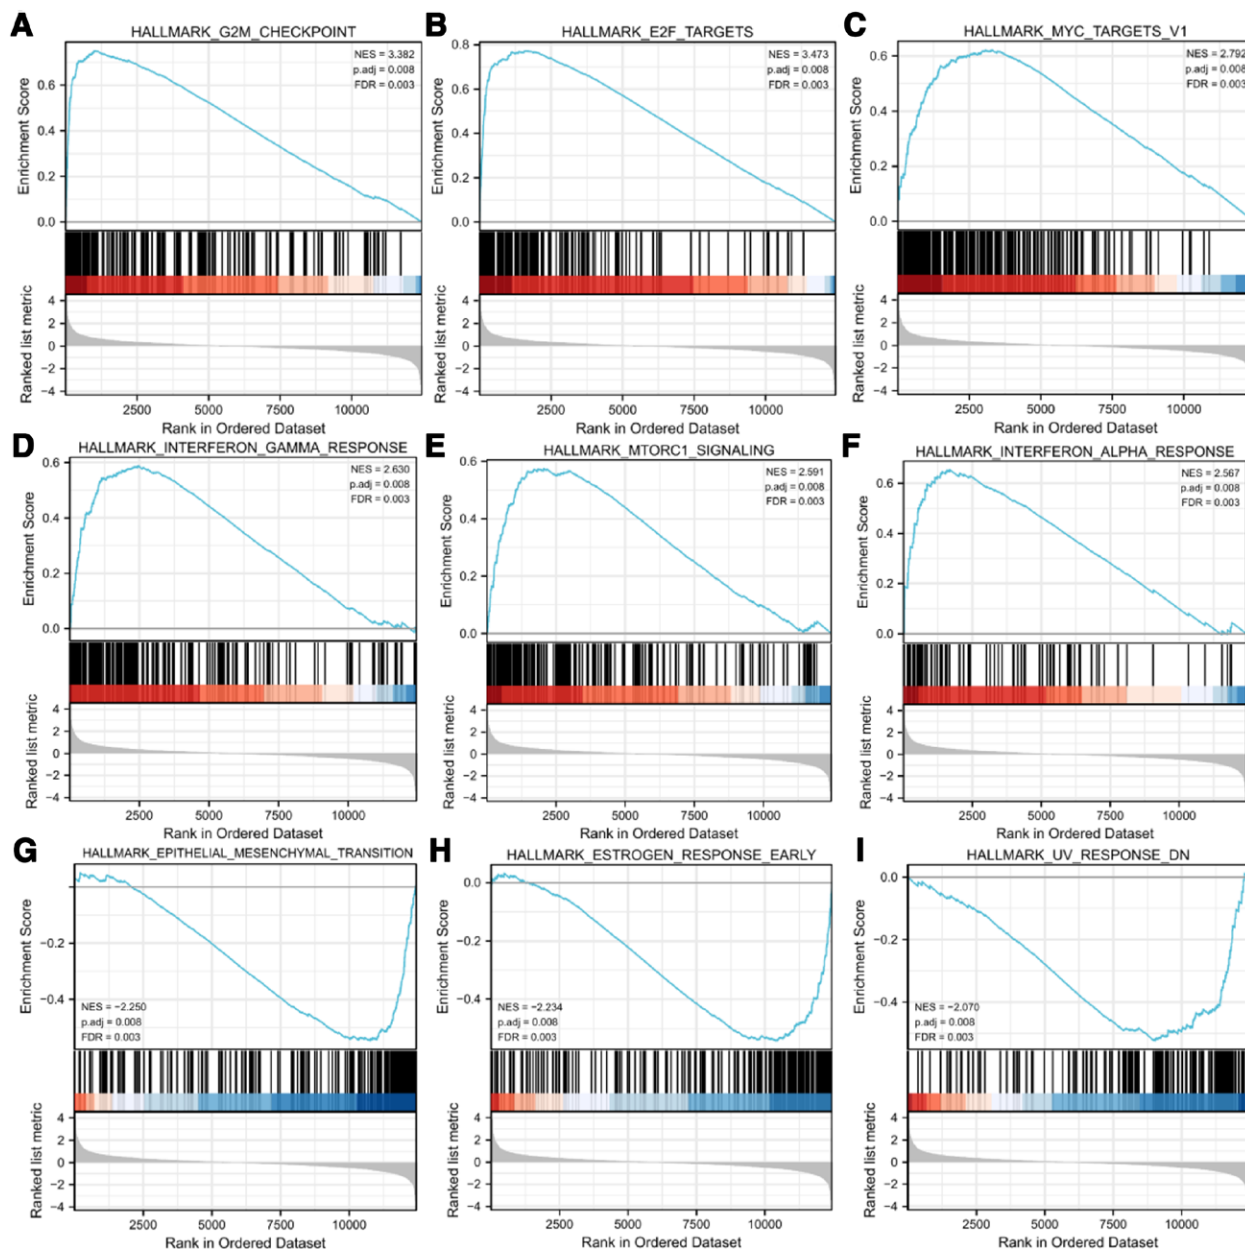 A
HALLMARK_G2M_CHECKPOINT
NES = 3.382
p.adj = 0.008
FDR = 0.003
Enrichment Score
0.6
0.4
0.2
0.0
Ranked list metric
4
2
0
−2
−4
2500 5000 7500 10000
Rank in Ordered Dataset
B
HALLMARK_E2F_TARGETS
NES = 3.473
p.adj = 0.008
FDR = 0.003
Enrichment Score
0.8
0.6
0.4
0.2
0.0
Ranked list metric
4
2
0
−2
−4
2500 5000 7500 10000
Rank in Ordered Dataset
C
HALLMARK_MYC_TARGETS_V1
NES = 2.792
p.adj = 0.008
FDR = 0.003
Enrichment Score
0.6
0.4
0.2
0.0
Ranked list metric
4
2
0
−2
−4
2500 5000 7500 10000
Rank in Ordered Dataset
D
HALLMARK_INTERFERON_GAMMA_RESPONSE
NES = 2.630
p.adj = 0.008
FDR = 0.003
Enrichment Score
0.6
0.4
0.2
0.0
Ranked list metric
4
2
0
−2
−4
2500 5000 7500 10000
Rank in Ordered Dataset
E
HALLMARK_MTORC1_SIGNALING
NES = 2.591
p.adj = 0.008
FDR = 0.003
Enrichment Score
0.6
0.4
0.2
0.0
Ranked list metric
4
2
0
−2
−4
2500 5000 7500 10000
Rank in Ordered Dataset
F
HALLMARK_INTERFERON_ALPHA_RESPONSE
NES = 2.567
p.adj = 0.008
FDR = 0.003
Enrichment Score
0.6
0.4
0.2
0.0
Ranked list metric
4
2
0
−2
−4
2500 5000 7500 10000
Rank in Ordered Dataset
G
HALLMARK_EPITHELIAL_MESENCHYMAL_TRANSITION
Enrichment Score
−0.2
−0.4
NES = −2.250
p.adj = 0.008
FDR = 0.003
Ranked list metric
4
2
0
−2
−4
2500 5000 7500 10000
Rank in Ordered Dataset
H
HALLMARK_ESTROGEN_RESPONSE_EARLY
Enrichment Score
0.0
−0.2
−0.4
NES = −2.234
p.adj = 0.008
FDR = 0.003
Ranked list metric
4
2
0
−2
−4
2500 5000 7500 10000
Rank in Ordered Dataset
I
HALLMARK_UV_RESPONSE_DN
Enrichment Score
0.0
−0.2
−0.4
NES = −2.070
p.adj = 0.008
FDR = 0.003
Ranked list metric
4
2
0
−2
−4
2500 5000 7500 10000
Rank in Ordered Dataset